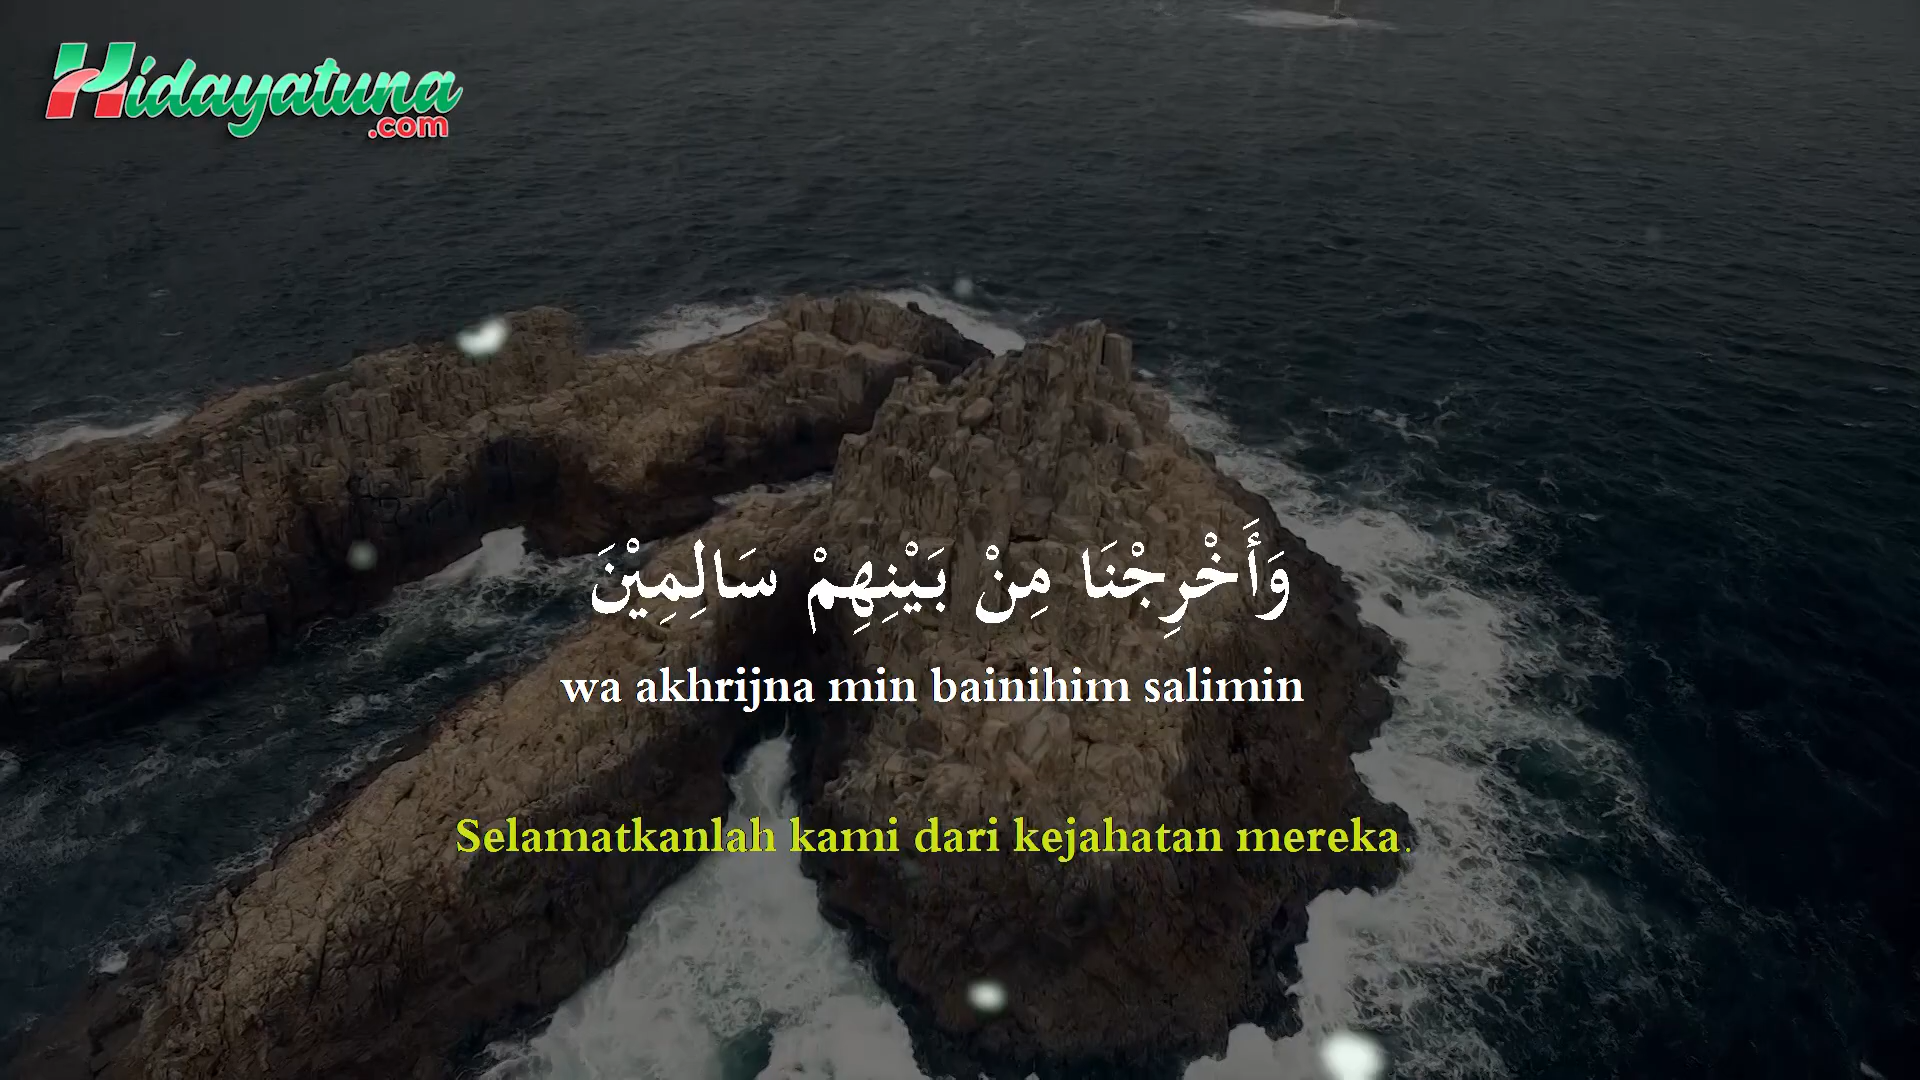 Hidayatuna
.com
وَأَخْرِجْنَا مِنْ بَيْنِهِمْ سَالِمِيْنَ
wa akhrijna min bainihim salimin
Selamatkanlah kami dari kejahatan mereka.